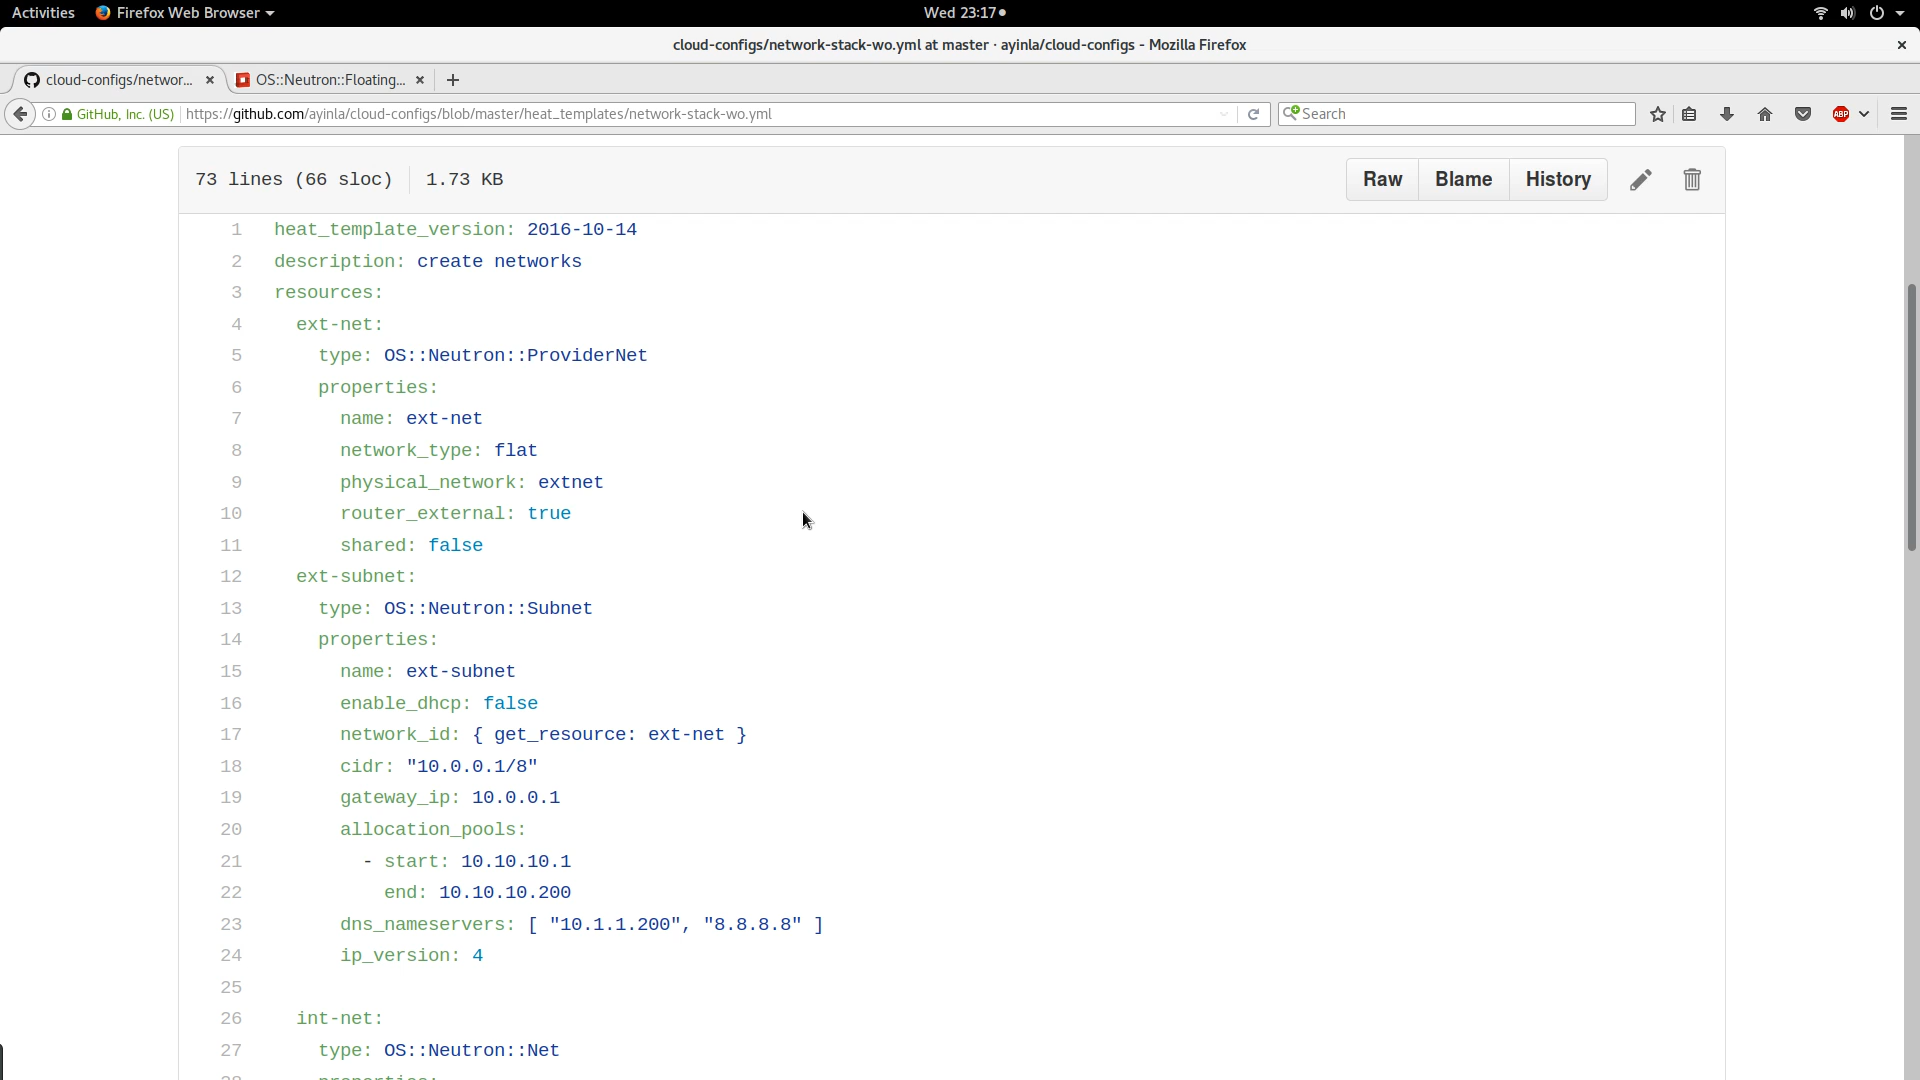 Activities Firefox Web Browser Wed 23:17
cloud-configs/network-stack-wo.yml at master · ayinla/cloud-configs - Mozilla Firefox
cloud-configs/networ... OS::Neutron::Floating...
GitHub, Inc. (US) https://github.com/ayinla/cloud-configs/blob/master/heat_templates/network-stack-wo.yml Search ABP
73 lines (66 sloc) 1.73 KB Raw Blame History
1 heat_template_version: 2016-10-14
2 description: create networks
3 resources:
4 ext-net:
5 type: OS::Neutron::ProviderNet
6 properties:
7 name: ext-net
8 network_type: flat
9 physical_network: extnet
10 router_external: true
11 shared: false
12 ext-subnet:
13 type: OS::Neutron::Subnet
14 properties:
15 name: ext-subnet
16 enable_dhcp: false
17 network_id: { get_resource: ext-net }
18 cidr: "10.0.0.1/8"
19 gateway_ip: 10.0.0.1
20 allocation_pools:
21 - start: 10.10.10.1
22 end: 10.10.10.200
23 dns_nameservers: [ "10.1.1.200", "8.8.8.8" ]
24 ip_version: 4
25
26 int-net:
27 type: OS::Neutron::Net
28 properties: